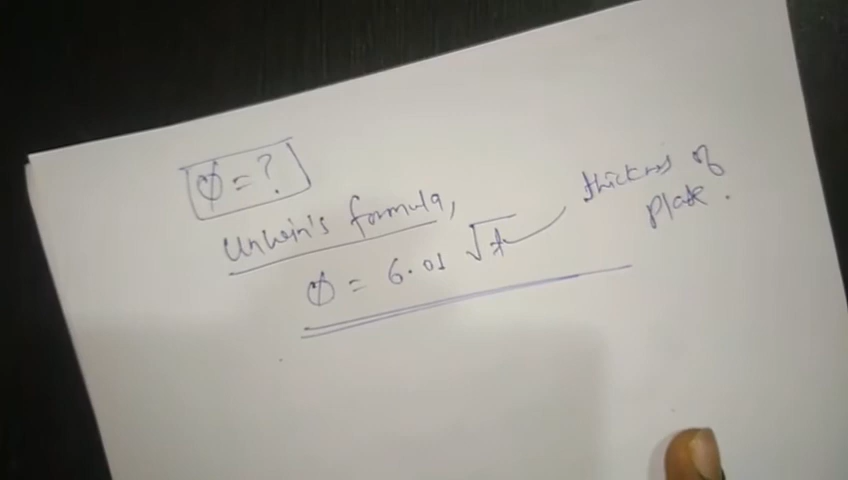 φ = ?
Unwin's formula,
φ = 6.01 √t
thickness of
plate.